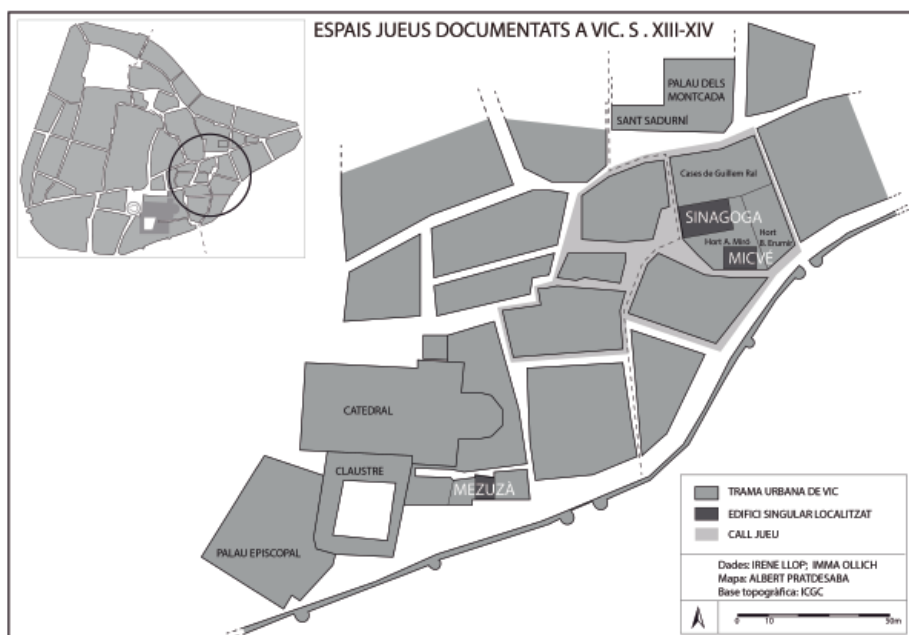 ESPAIS JUEUS DOCUMENTATS A VIC. S . XIII-XIV
PALAU DELS
MONTCADA
SANT SADURNÍ
Cases de Guillem Ral
SINAGOGA
Hort A. Miró
Hort
B. Erumir
MICVÉ
CATEDRAL
CLAUSTRE
MEZUZÀ
PALAU EPISCOPAL
TRAMA URBANA DE VIC
EDIFICI SINGULAR LOCALITZAT
CALL JUEU
Dades: IRENE LLOP; IMMA OLLICH
Mapa: ALBERT PRATDESABA
Base topogràfica: ICGC
0 10 50m